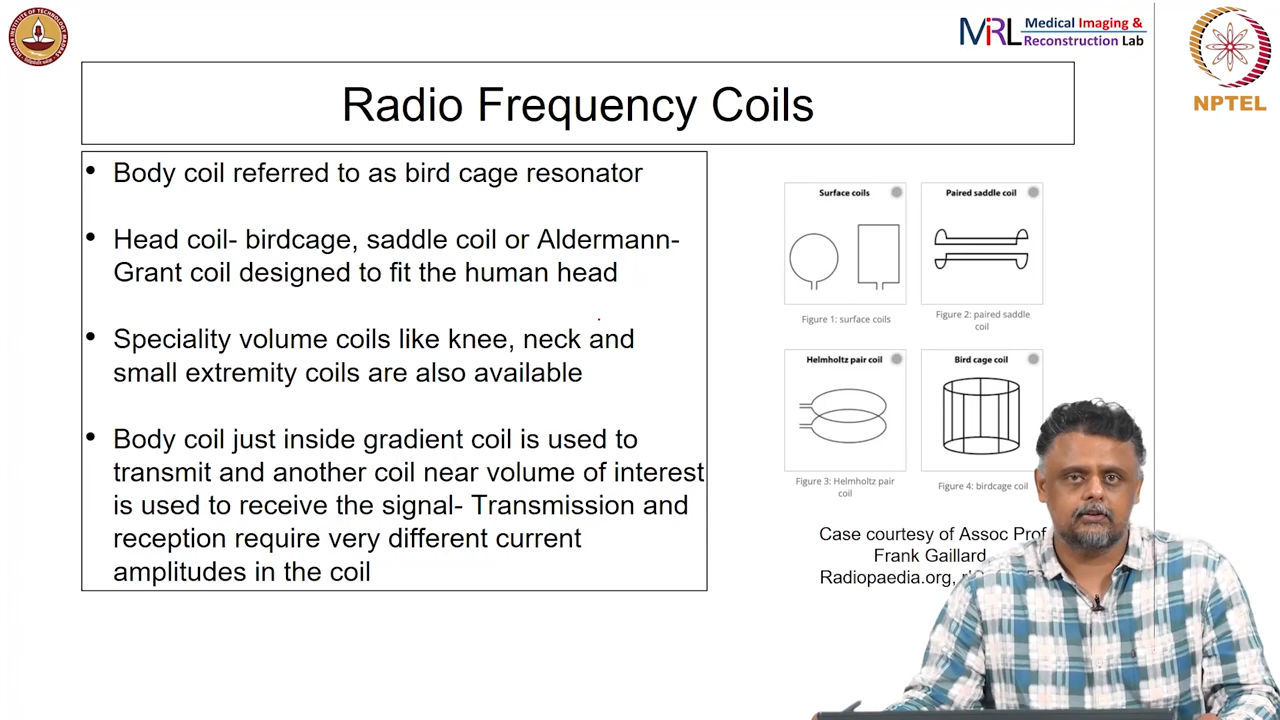 MIRL Medical Imaging &
Reconstruction Lab
NPTEL
Radio Frequency Coils
• Body coil referred to as bird cage resonator
• Head coil- birdcage, saddle coil or Aldermann-
Grant coil designed to fit the human head
• Speciality volume coils like knee, neck and
small extremity coils are also available
• Body coil just inside gradient coil is used to
transmit and another coil near volume of interest
is used to receive the signal- Transmission and
reception require very different current
amplitudes in the coil
Surface coils
Figure 1: surface coils
Paired saddle coil
Figure 2: paired saddle
coil
Helmholtz pair coil
Figure 3: Helmholtz pair
coil
Bird cage coil
Figure 4: birdcage coil
Case courtesy of Assoc Prof
Frank Gaillard
Radiopaedia.org,